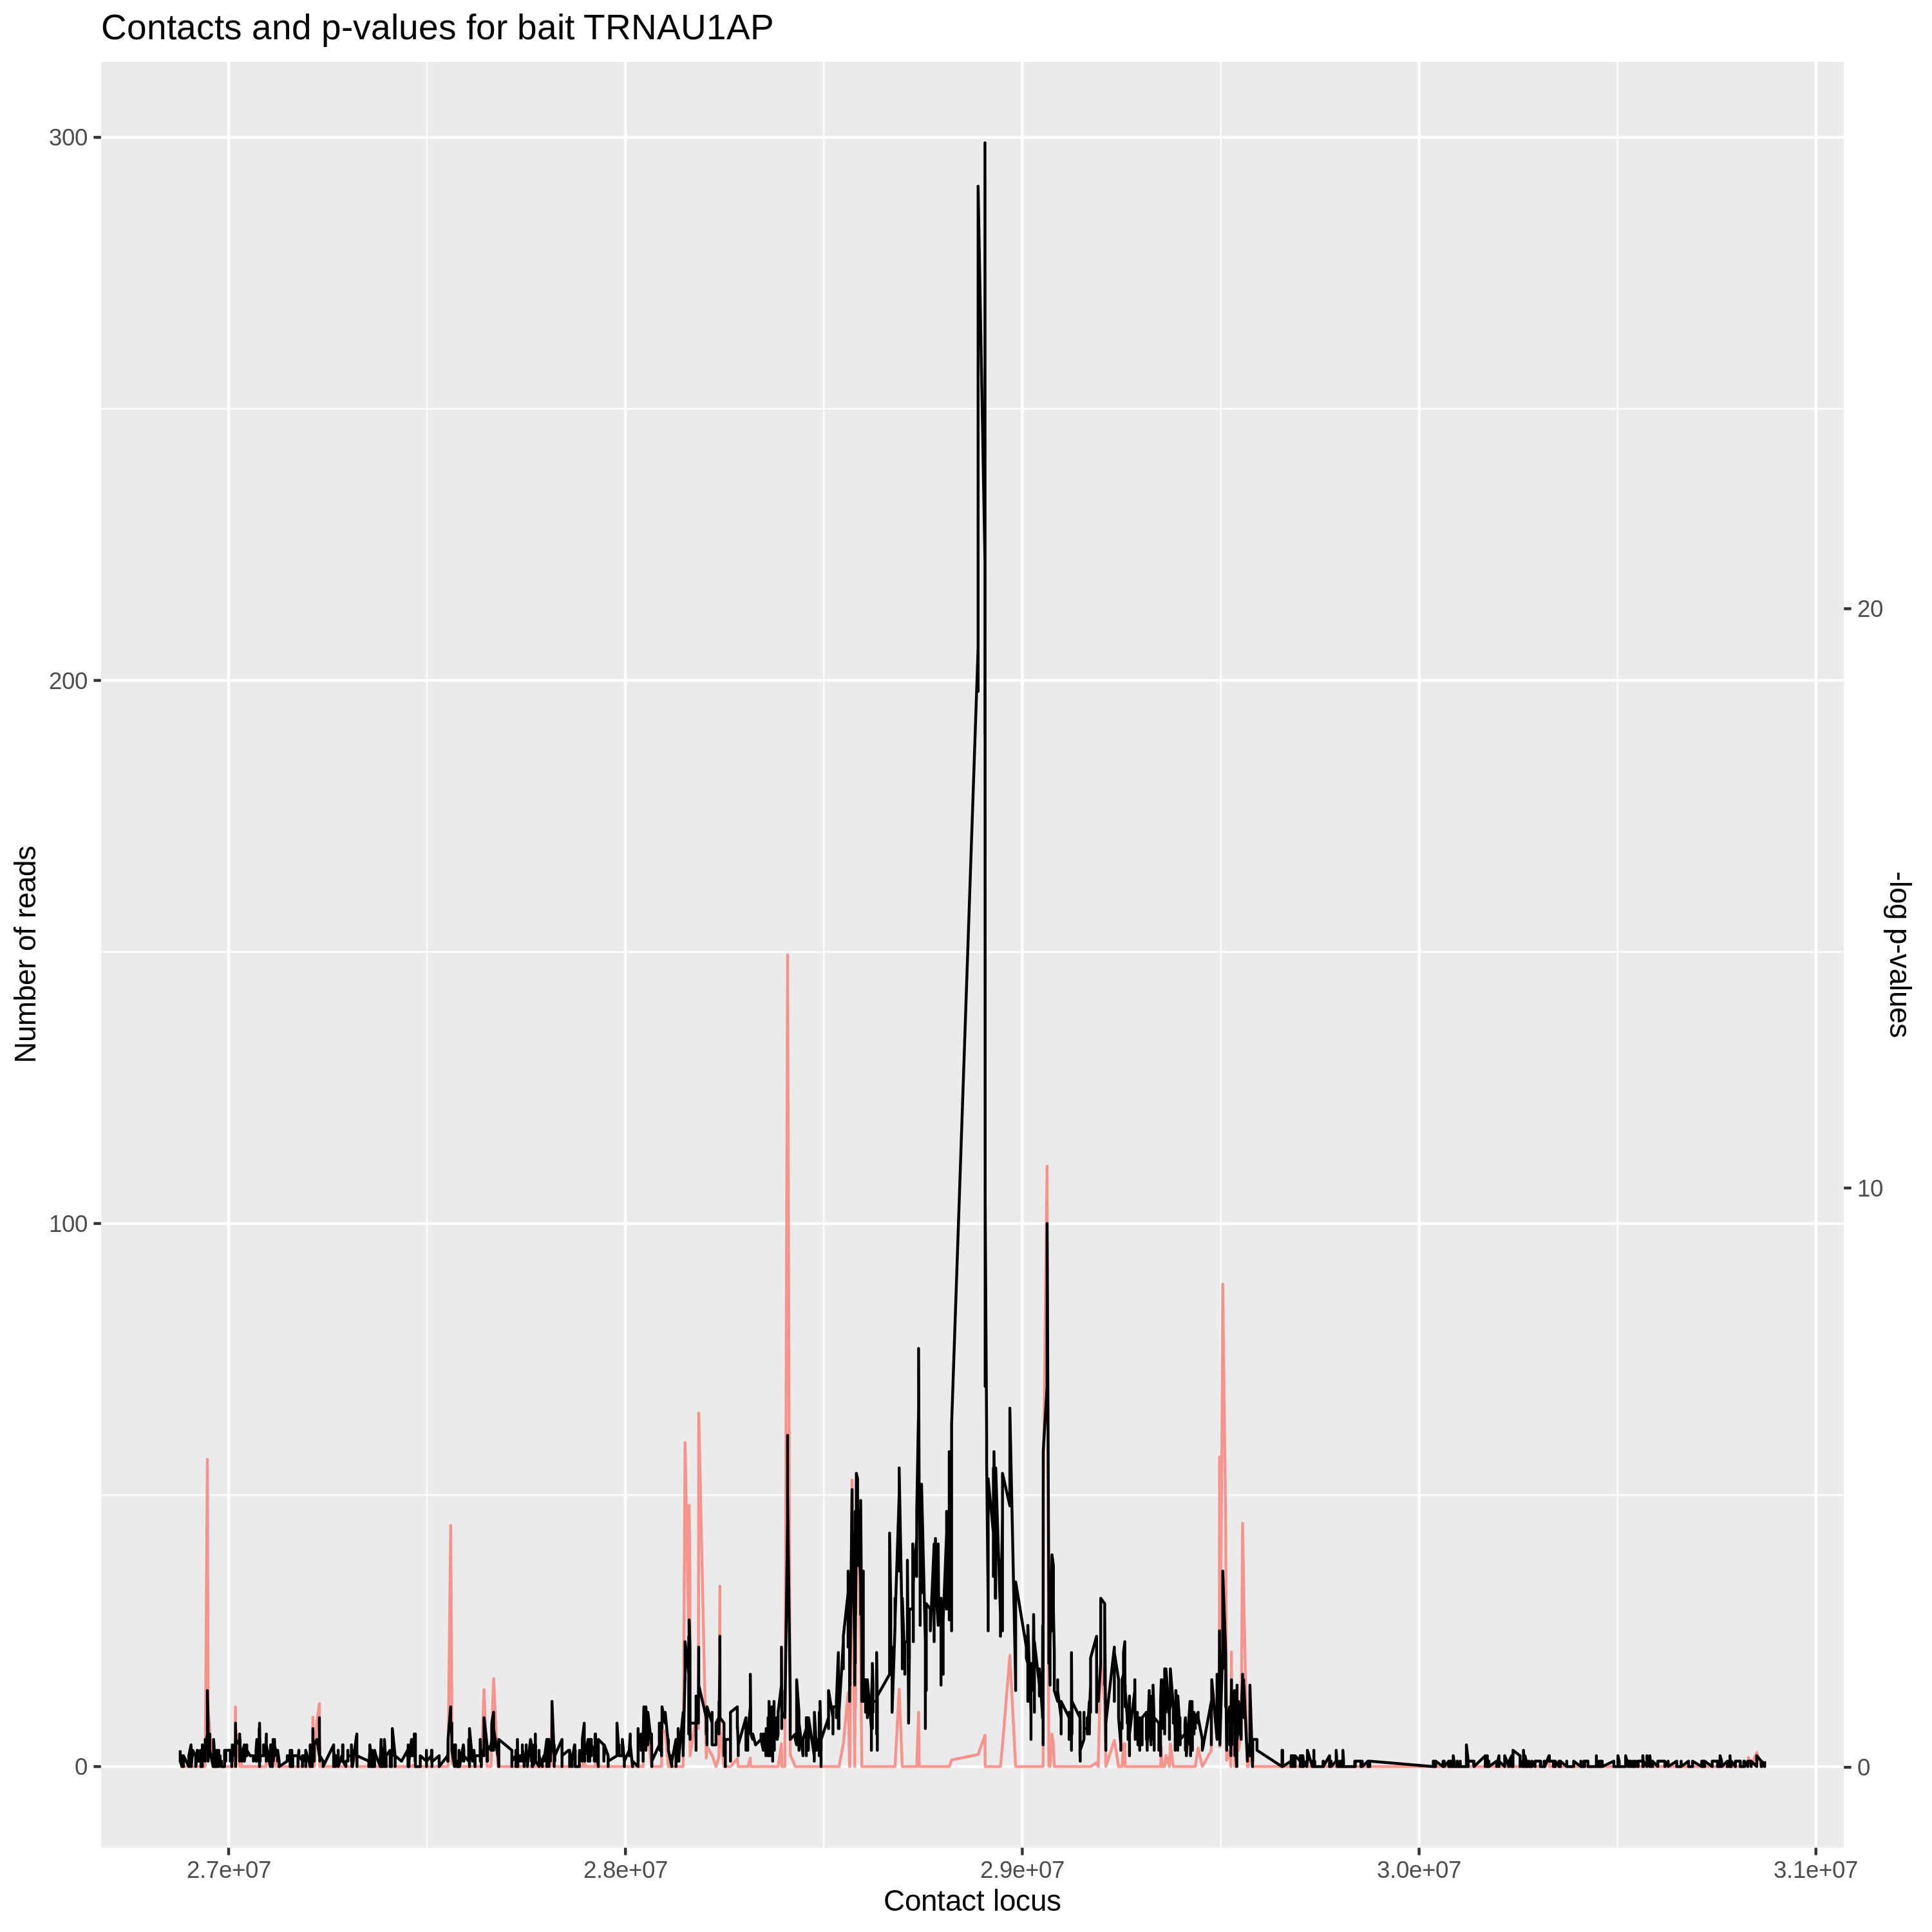 Contacts and p-values for bait TRNAU1AP
300
200
100
0
20
10
0
Number of reads
-log p-values
2.7e+07 2.8e+07 2.9e+07 3.0e+07 3.1e+07
Contact locus